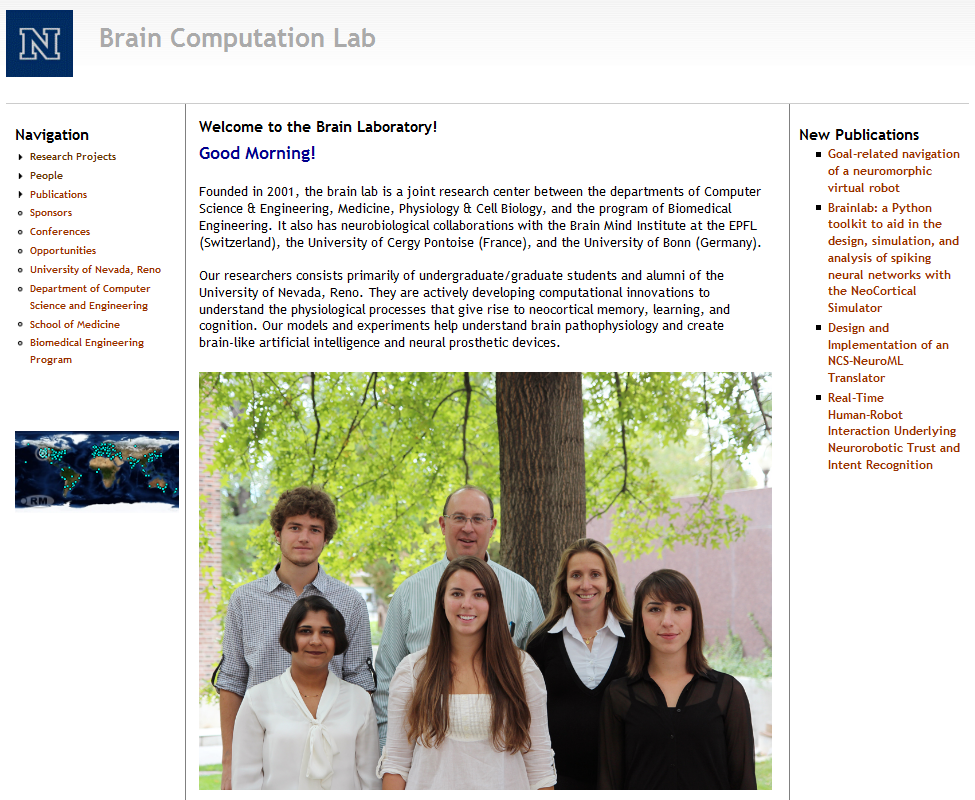 N
Brain Computation Lab
Navigation
Research Projects
People
Publications
Sponsors
Conferences
Opportunities
University of Nevada, Reno
Department of Computer
Science and Engineering
School of Medicine
Biomedical Engineering
Program
RM
Welcome to the Brain Laboratory!
Good Morning!
Founded in 2001, the brain lab is a joint research center between the departments of Computer
Science & Engineering, Medicine, Physiology & Cell Biology, and the program of Biomedical
Engineering. It also has neurobiological collaborations with the Brain Mind Institute at the EPFL
(Switzerland), the University of Cergy Pontoise (France), and the University of Bonn (Germany).
Our researchers consists primarily of undergraduate/graduate students and alumni of the
University of Nevada, Reno. They are actively developing computational innovations to
understand the physiological processes that give rise to neocortical memory, learning, and
cognition. Our models and experiments help understand brain pathophysiology and create
brain-like artificial intelligence and neural prosthetic devices.
New Publications
Goal-related navigation
of a neuromorphic
virtual robot
Brainlab: a Python
toolkit to aid in the
design, simulation, and
analysis of spiking
neural networks with
the NeoCortical
Simulator
Design and
Implementation of an
NCS-NeuroML
Translator
Real-Time
Human-Robot
Interaction Underlying
Neurorobotic Trust and
Intent Recognition